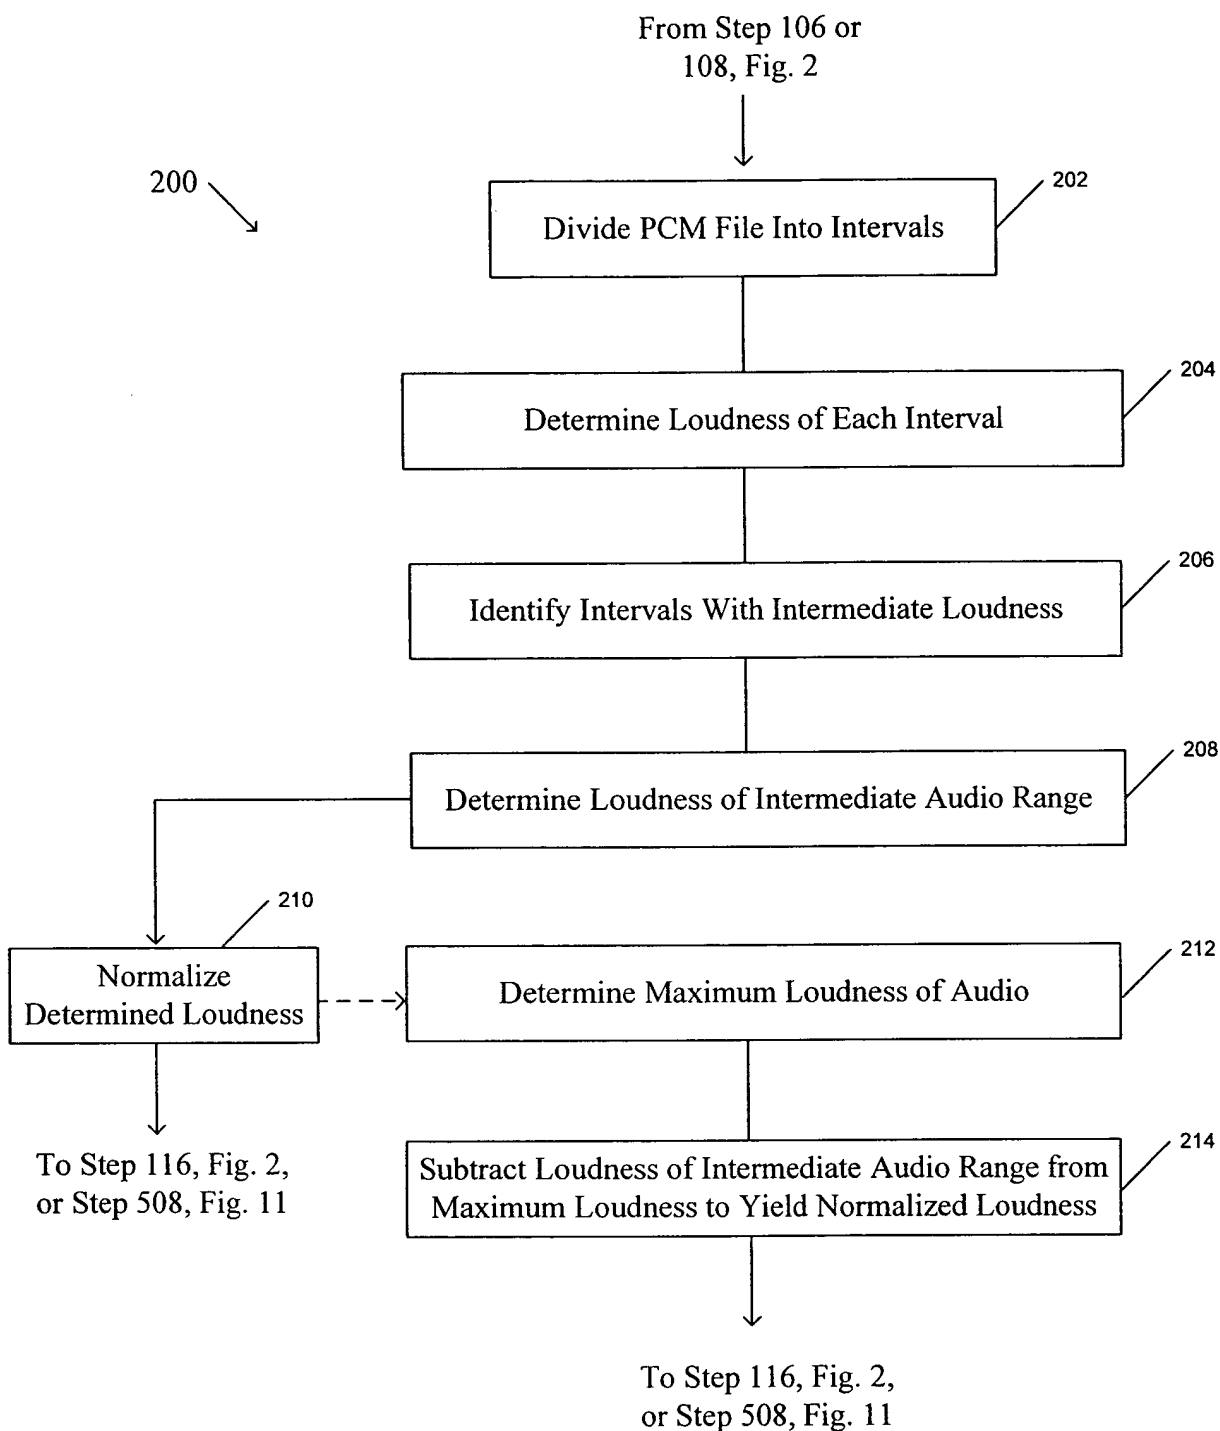 From Step 106 or
108, Fig. 2
200
202
Divide PCM File Into Intervals
204
Determine Loudness of Each Interval
206
Identify Intervals With Intermediate Loudness
208
Determine Loudness of Intermediate Audio Range
210
Normalize
Determined Loudness
212
Determine Maximum Loudness of Audio
To Step 116, Fig. 2,
or Step 508, Fig. 11
214
Subtract Loudness of Intermediate Audio Range from
Maximum Loudness to Yield Normalized Loudness
To Step 116, Fig. 2,
or Step 508, Fig. 11